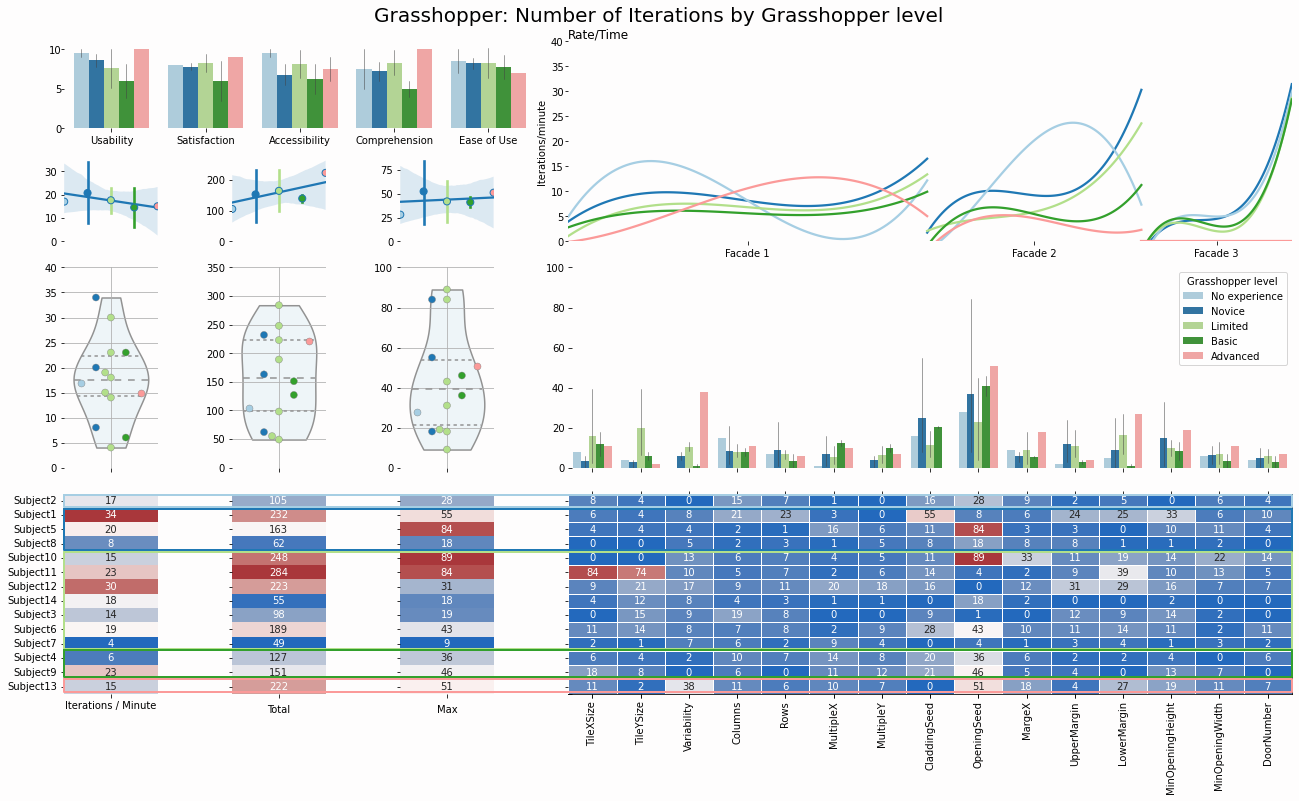 Grasshopper: Number of Iterations by Grasshopper level
10
5
0
Usability Satisfaction Accessibility Comprehension Ease of Use
Rate/Time
Iterations/minute
40
35
30
25
20
15
10
5
0
Facade 1 Facade 2 Facade 3
30
20
10
0
200
100
0
75
50
25
0
40
35
30
25
20
15
10
5
0
350
300
250
200
150
100
50
0
100
80
60
40
20
0
100
80
60
40
20
0
Grasshopper level
No experience
Novice
Limited
Basic
Advanced
Subject2 17 105 28 8 4 0 15 7 1 0 16 28 9 2 5 0 6 4
Subject1 34 232 55 6 4 8 21 23 3 0 55 8 6 24 25 33 6 10
Subject5 20 163 84 4 4 4 2 1 16 6 11 84 3 3 0 10 11 4
Subject8 8 62 18 0 0 5 2 3 1 5 8 18 8 8 1 1 2 0
Subject10 15 248 89 0 0 13 6 7 4 5 11 89 33 11 19 14 22 14
Subject11 23 284 84 84 74 10 5 7 2 6 14 4 2 9 39 10 13 5
Subject12 30 223 31 9 21 17 9 11 20 18 16 0 12 31 29 16 7 7
Subject14 18 55 18 4 12 8 4 3 1 1 0 18 2 0 0 2 0 0
Subject3 14 98 19 0 15 9 19 8 0 0 9 1 0 12 9 14 2 0
Subject6 19 189 43 11 14 8 7 8 2 9 28 43 10 11 14 11 2 11
Subject7 4 49 9 2 1 7 6 2 9 4 0 4 1 3 4 1 3 2
Subject4 6 127 36 6 4 2 10 7 14 8 20 36 6 2 2 4 0 6
Subject9 23 151 46 18 8 0 6 0 11 12 21 46 5 4 0 13 7 0
Subject13 15 222 51 11 2 38 11 6 10 7 0 51 18 4 27 19 11 7
Iterations / Minute Total Max TileXSize TileYSize Variability Columns Rows MultipleX MultipleY CladdingSeed OpeningSeed MargeX UpperMargin LowerMargin MinOpeningHeight MinOpeningWidth DoorNumber